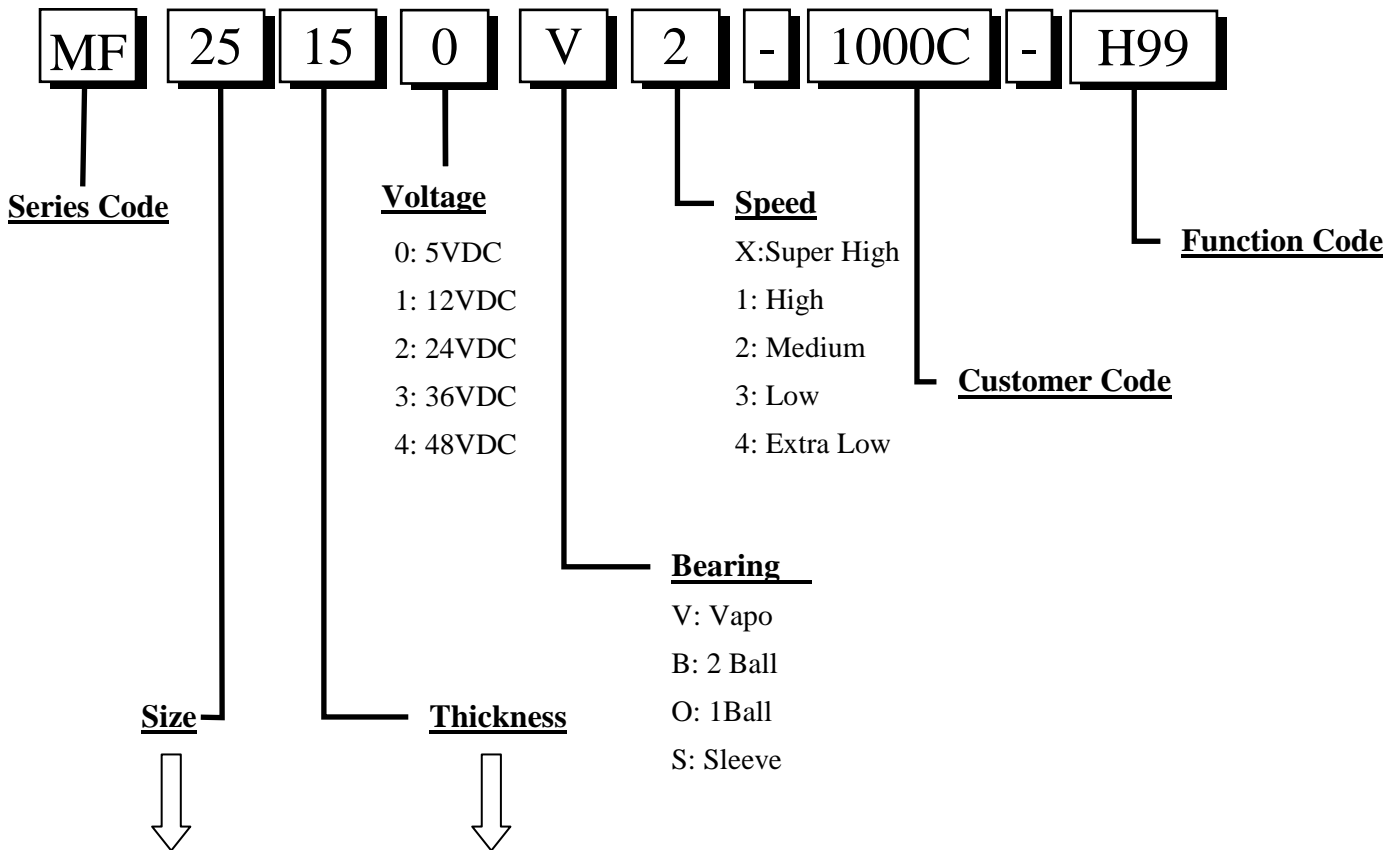 MF 25 15 0 V 2 - 1000C - H99
Series Code
Voltage
0: 5VDC
1: 12VDC
2: 24VDC
3: 36VDC
4: 48VDC
Speed
X:Super High
1: High
2: Medium
3: Low
4: Extra Low
Function Code
Customer Code
Bearing
V: Vapo
B: 2 Ball
O: 1Ball
S: Sleeve
Size
Thickness